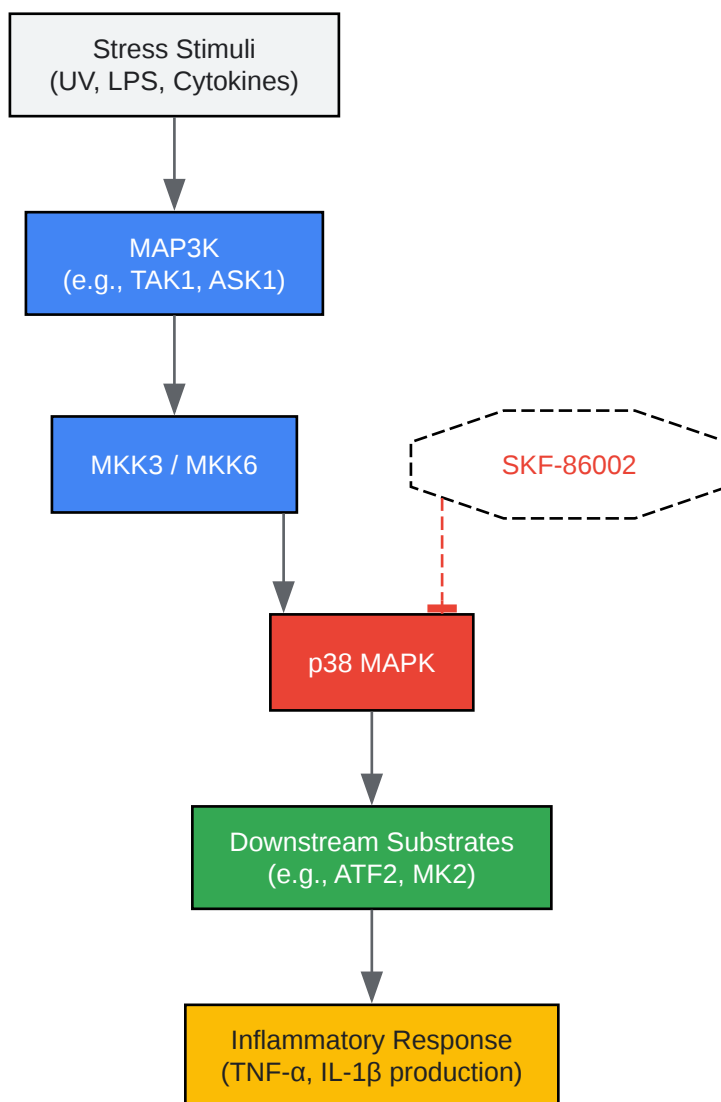 Stress Stimuli
(UV, LPS, Cytokines)
MAP3K
(e.g., TAK1, ASK1)
MKK3 / MKK6
SKF-86002
p38 MAPK
Downstream Substrates
(e.g., ATF2, MK2)
Inflammatory Response
(TNF-α, IL-1β production)